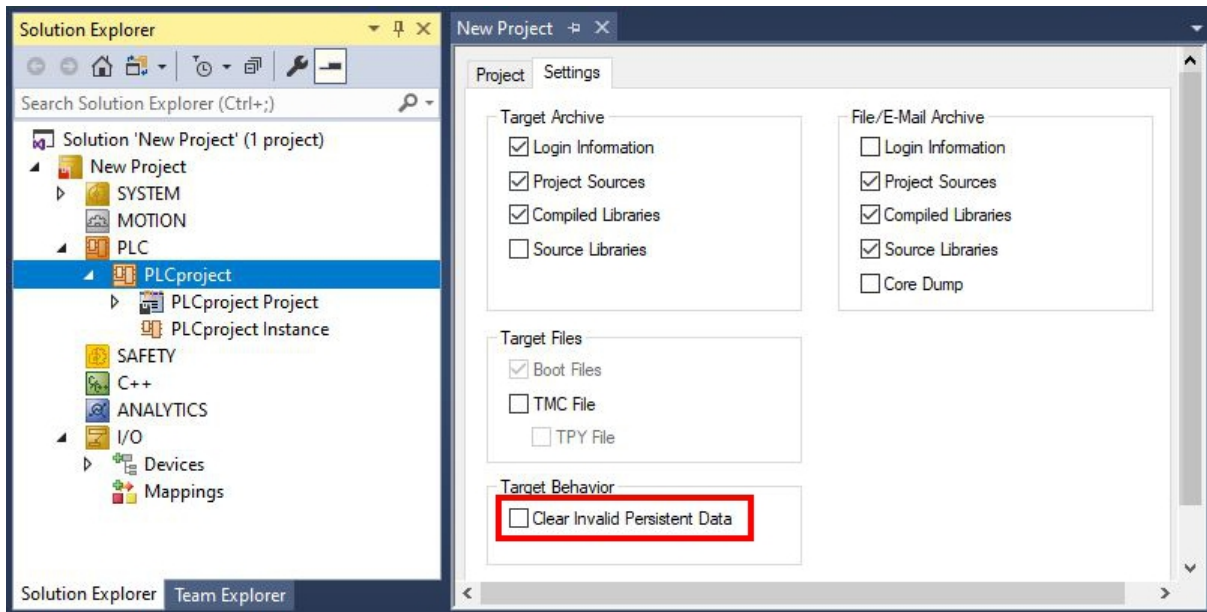 Solution Explorer
Search Solution Explorer (Ctrl+;)
Solution 'New Project' (1 project)
New Project
SYSTEM
MOTION
PLC
PLCproject
PLCproject Project
PLCproject Instance
SAFETY
C++
ANALYTICS
I/O
Devices
Mappings
Solution Explorer
Team Explorer
New Project
Project
Settings
Target Archive
Login Information
Project Sources
Compiled Libraries
Source Libraries
File/E-Mail Archive
Login Information
Project Sources
Compiled Libraries
Source Libraries
Core Dump
Target Files
Boot Files
TMC File
TPY File
Target Behavior
Clear Invalid Persistent Data